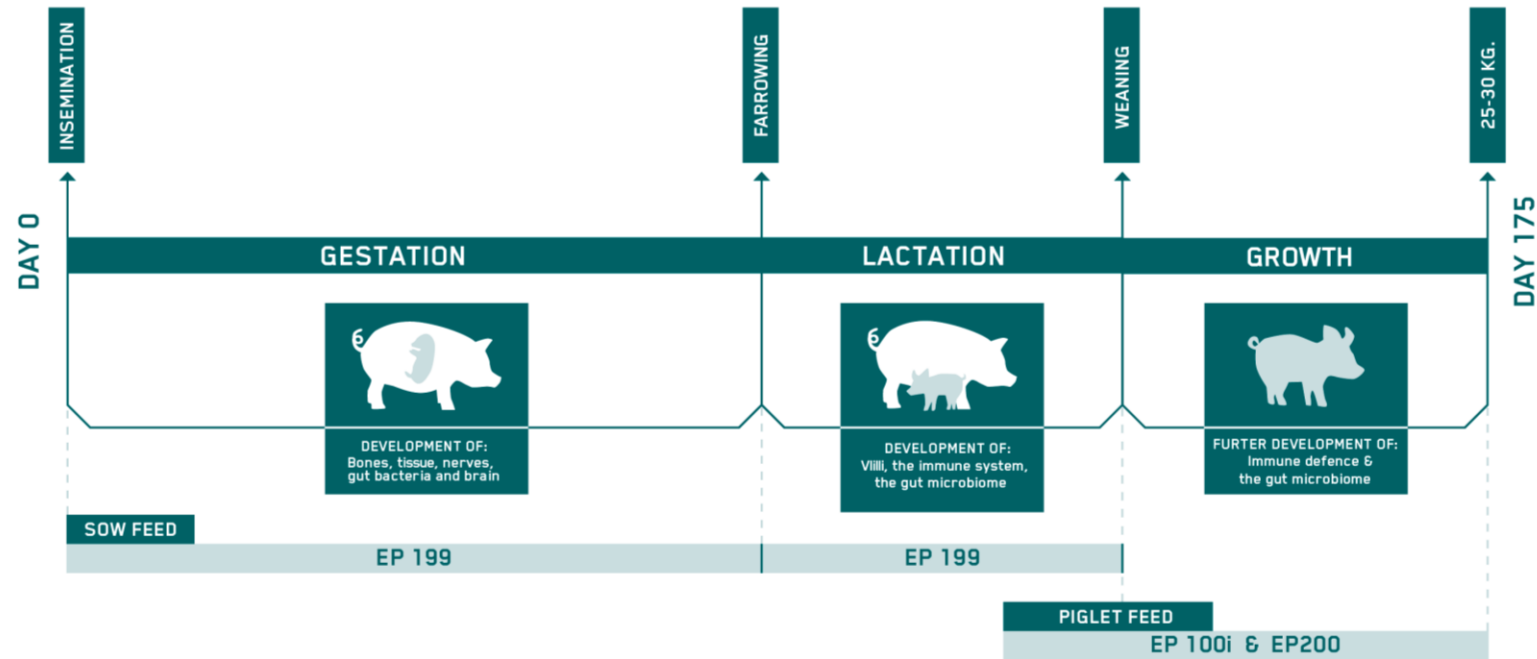 INSEMINATION
FARROWING
WEANING
25-30 KG.
DAY 0
GESTATION
LACTATION
GROWTH
DAY 175
DEVELOPMENT OF:
Bones, tissue, nerves,
gut bacteria and brain
DEVELOPMENT OF:
Vlilli, the immune system,
the gut microbiome
FURTER DEVELOPMENT OF:
Immune defence &
the gut microbiome
SOW FEED
EP 199
EP 199
PIGLET FEED
EP 100i & EP200